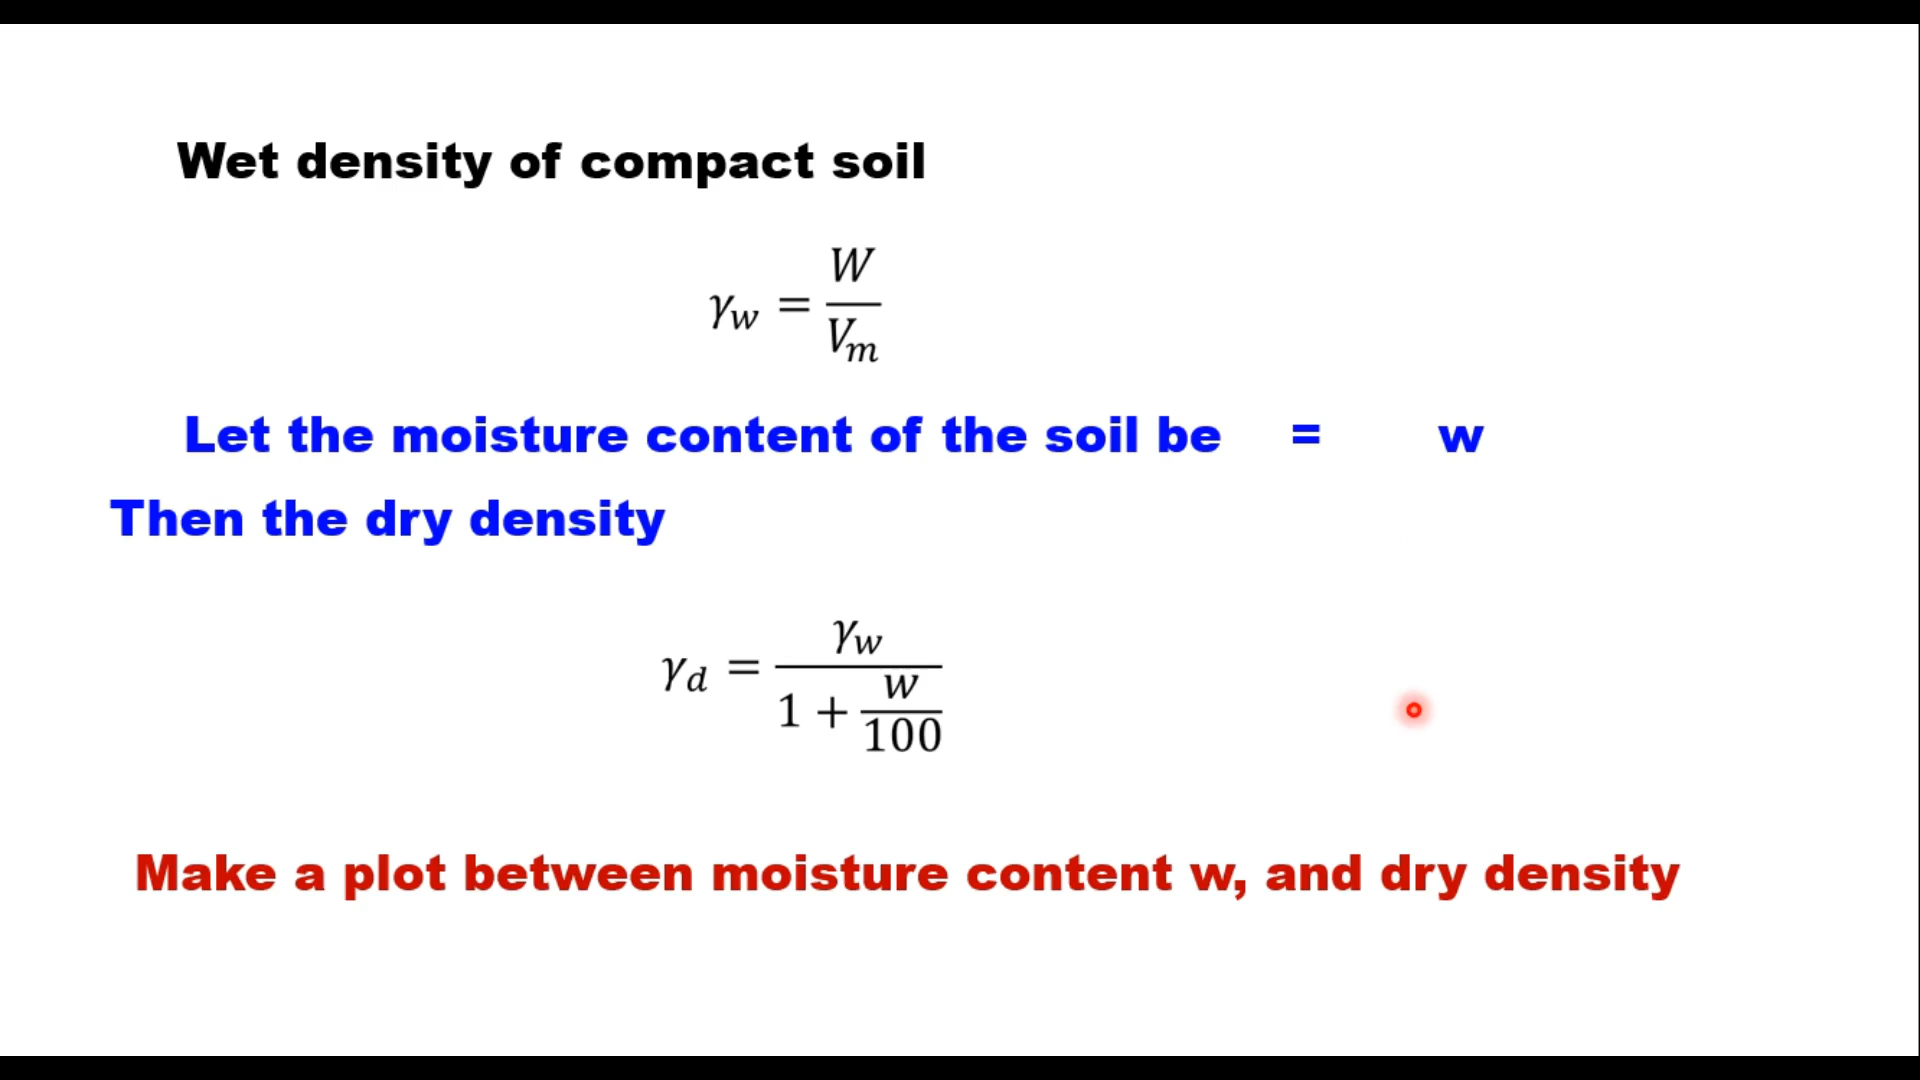 Wet density of compact soil
γw = W/Vm
Let the moisture content of the soil be = w
Then the dry density
γd = γw/(1 + w/100)
Make a plot between moisture content w, and dry density